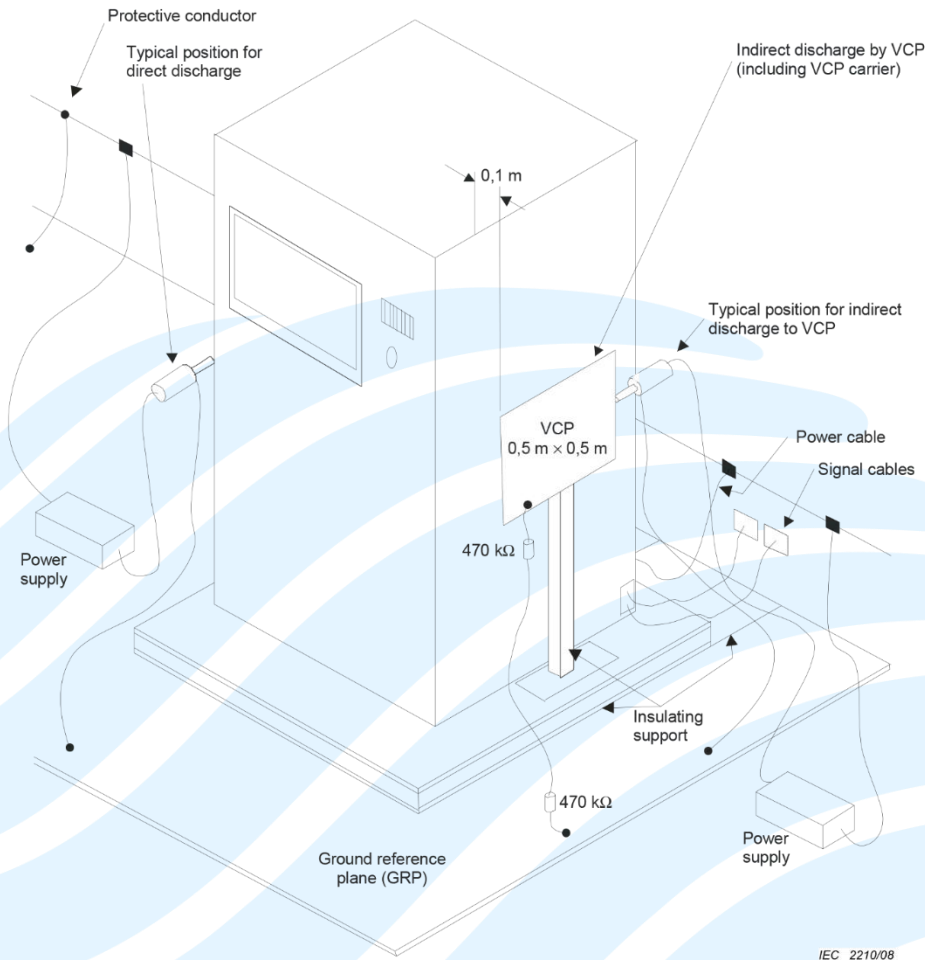 Protective conductor
Typical position for
direct discharge
Indirect discharge by VCP
(including VCP carrier)
0,1 m
Typical position for indirect
discharge to VCP
VCP
0,5 m × 0,5 m
Power cable
Signal cables
470 kΩ
Power
supply
Insulating
support
470 kΩ
Ground reference
plane (GRP)
Power
supply
IEC 2210/08